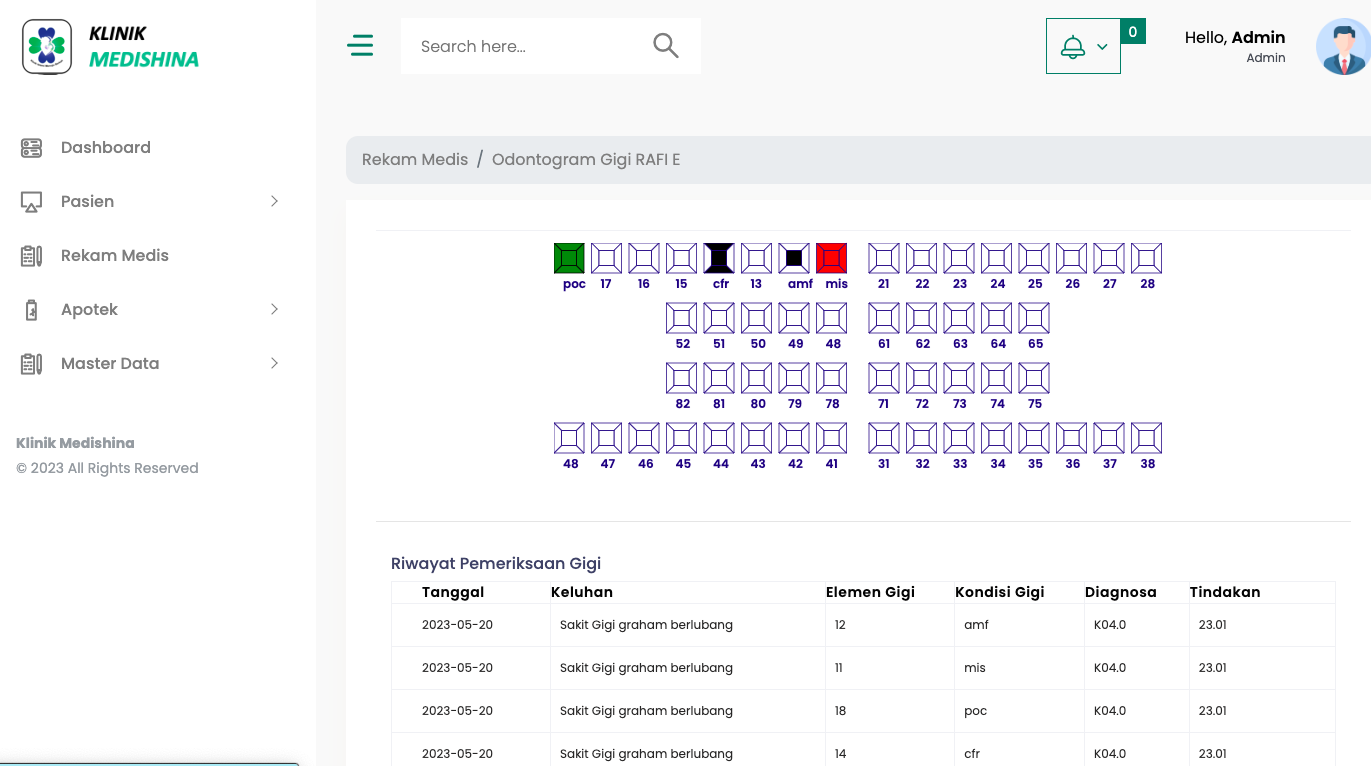 KLINIK
MEDISHINA
Search here...
0
Hello, Admin
Admin
Dashboard
Pasien
Rekam Medis
Apotek
Master Data
Klinik Medishina
© 2023 All Rights Reserved
Rekam Medis / Odontogram Gigi RAFI E
poc 17 16 15 cfr 13 amf mis 21 22 23 24 25 26 27 28
52 51 50 49 48 61 62 63 64 65
82 81 80 79 78 71 72 73 74 75
48 47 46 45 44 43 42 41 31 32 33 34 35 36 37 38
Riwayat Pemeriksaan Gigi
Tanggal Keluhan Elemen Gigi Kondisi Gigi Diagnosa Tindakan
2023-05-20 Sakit Gigi graham berlubang 12 amf K04.0 23.01
2023-05-20 Sakit Gigi graham berlubang 11 mis K04.0 23.01
2023-05-20 Sakit Gigi graham berlubang 18 poc K04.0 23.01
2023-05-20 Sakit Gigi graham berlubang 14 cfr K04.0 23.01